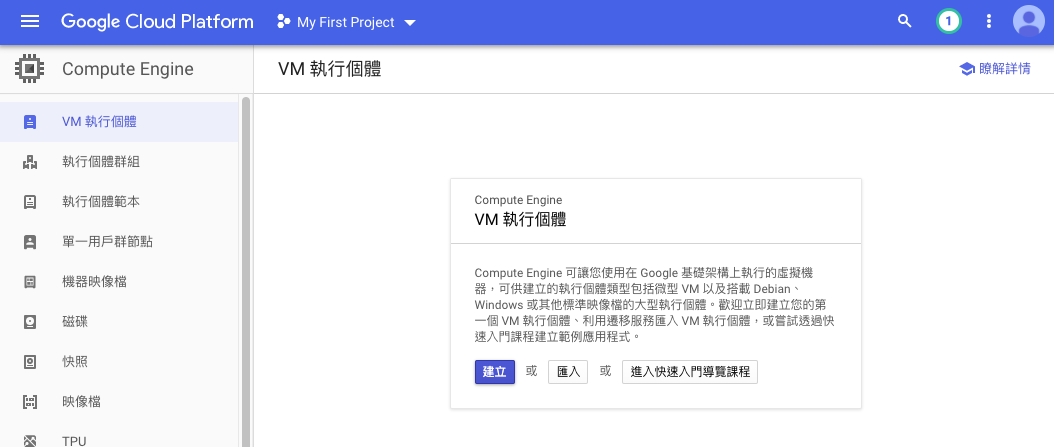 Google Cloud Platform
My First Project
1
Compute Engine
VM 執行個體
瞭解詳情
VM 執行個體
執行個體群組
執行個體範本
單一用戶群節點
機器映像檔
磁碟
快照
映像檔
TPU
Compute Engine
VM 執行個體
Compute Engine 可讓您使用在 Google 基礎架構上執行的虛擬機
器，可供建立的執行個體類型包括微型 VM 以及搭載 Debian、
Windows 或其他標準映像檔的大型執行個體。歡迎立即建立您的第
一個 VM 執行個體、利用遷移服務匯入 VM 執行個體，或嘗試透過快
速入門課程建立範例應用程式。
建立 或 匯入 或 進入快速入門導覽課程